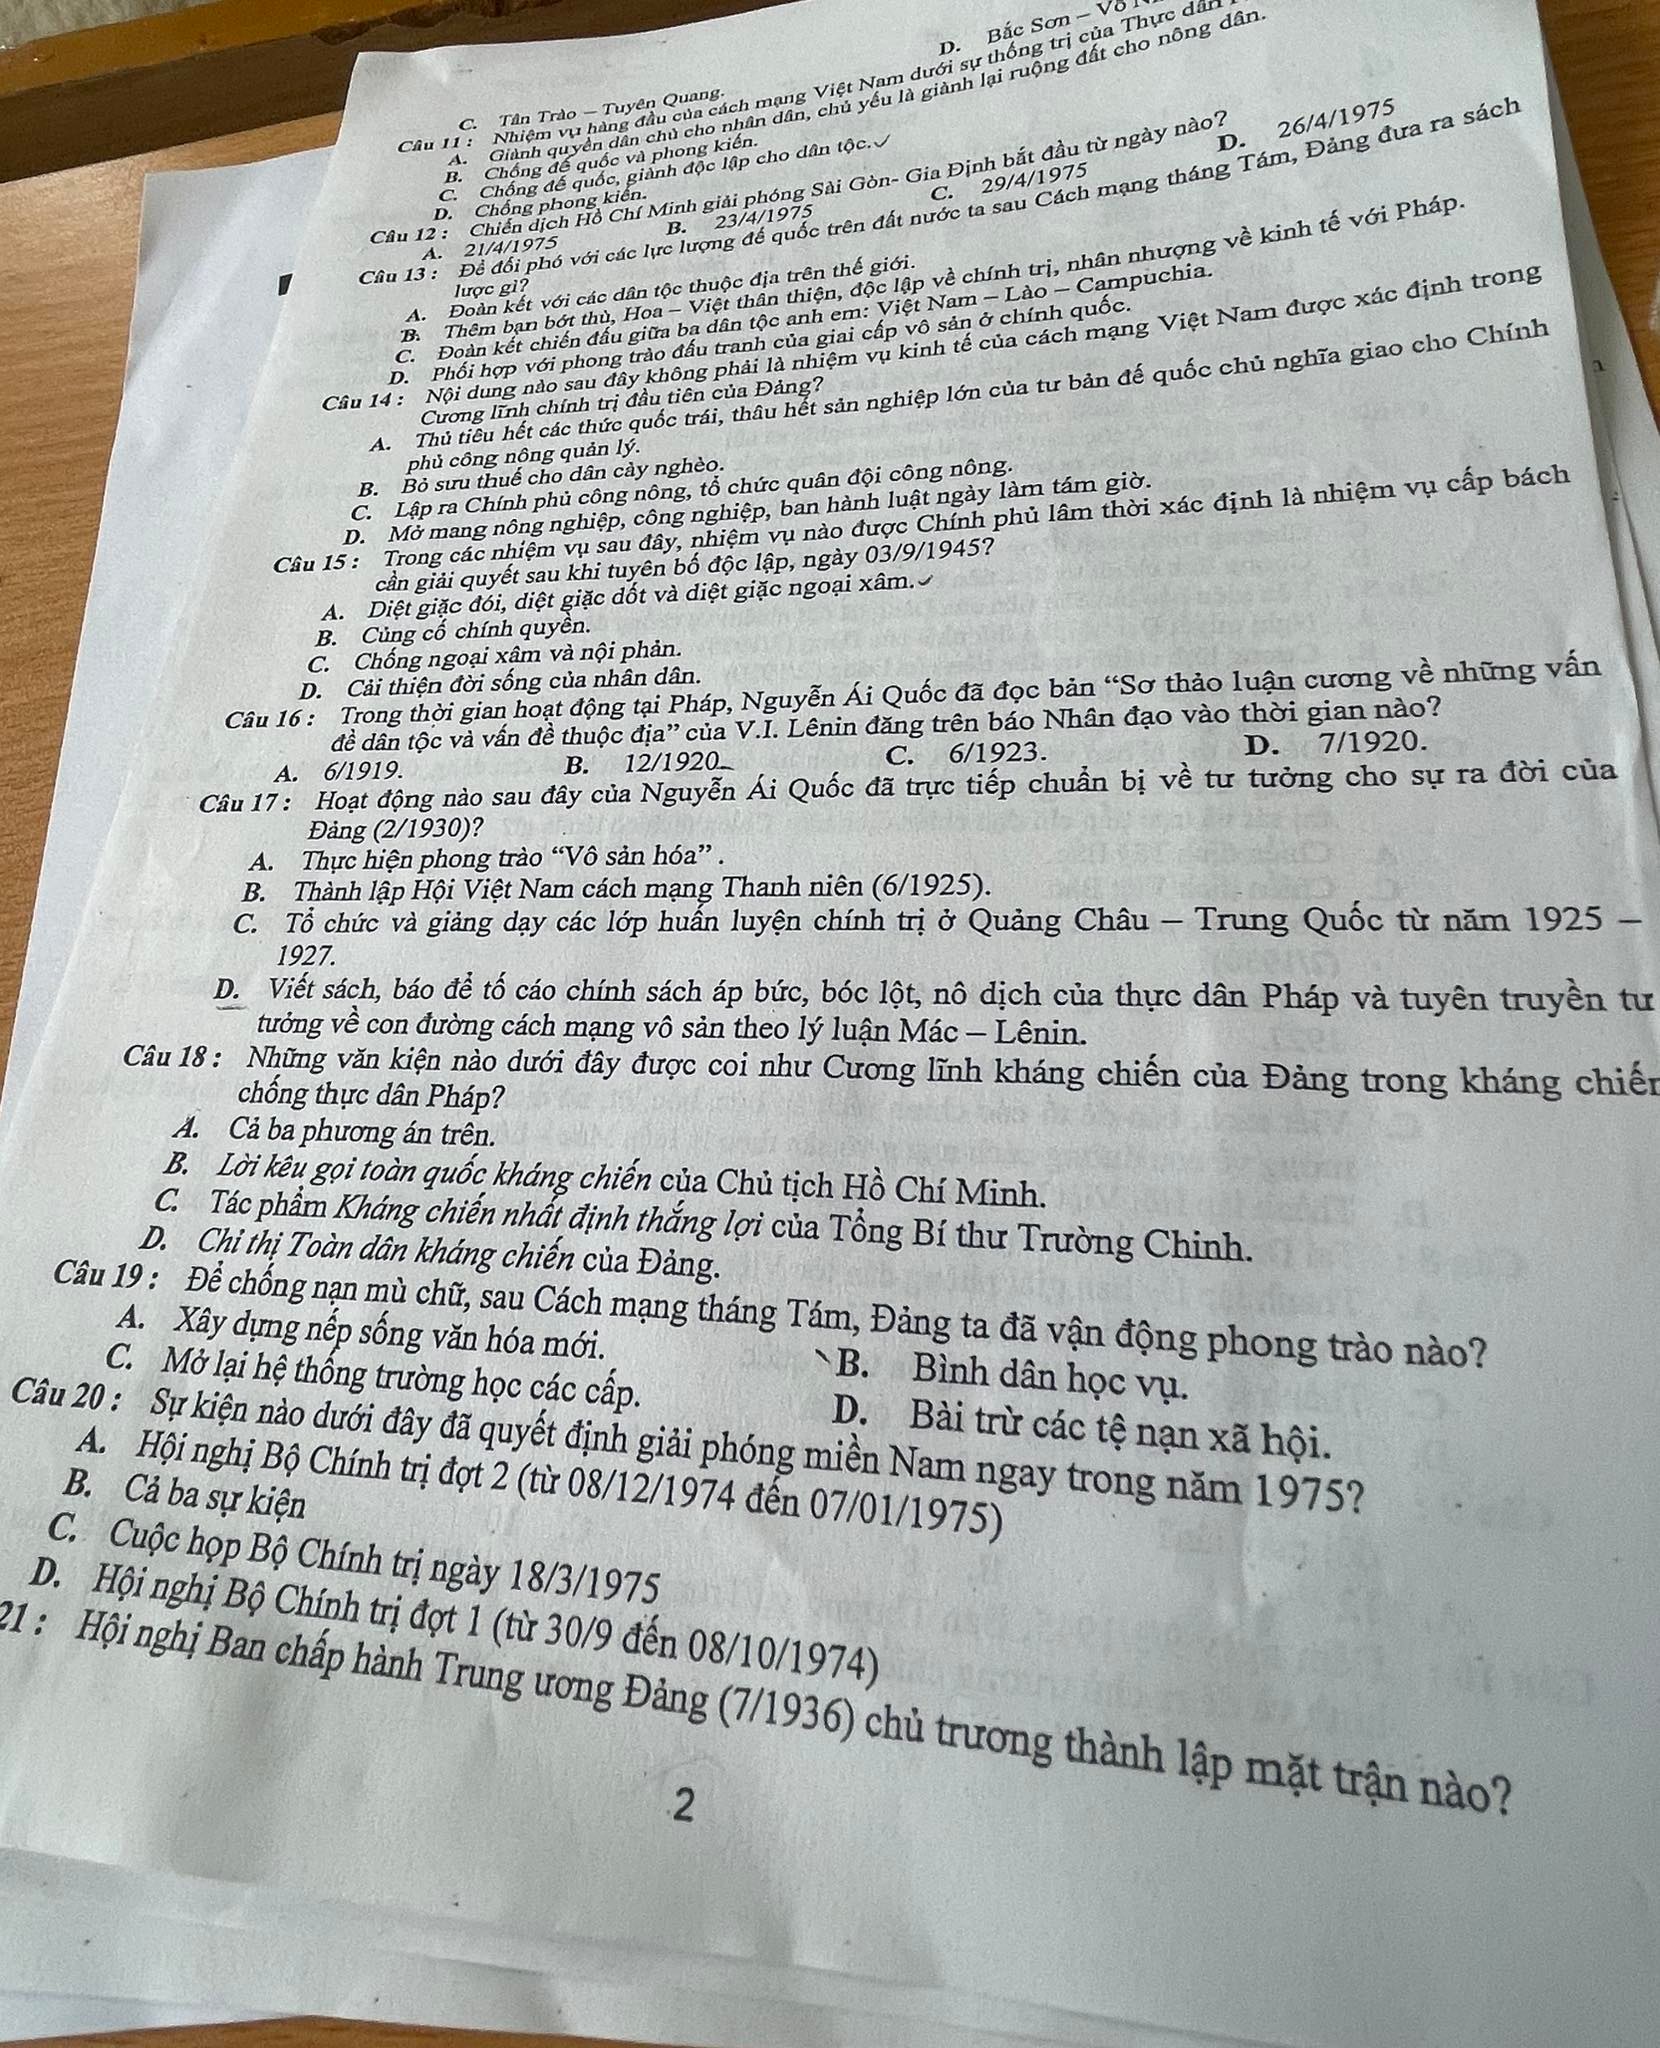 D. Bắc Sơn –
C. Tân Trào – Tuyên Quang.
Câu 11 : Nhiệm vụ hàng đầu của cách mạng Việt Nam dưới sự thống trị của Thực dân
A. Giành quyền dân chủ cho nhân dân, chủ yếu là giành lại ruộng đất cho nông dân.
B. Chống đế quốc và phong kiến.
C. Chống đế quốc, giành độc lập cho dân tộc.
D. Chống phong kiến.
Câu 12 : Chiến dịch Hồ Chí Minh giải phóng Sài Gòn- Gia Định bắt đầu từ ngày nào?
A. 21/4/1975 B. 23/4/1975 C. 29/4/1975 D. 26/4/1975
Câu 13 : Để đối phó với các lực lượng đế quốc trên đất nước ta sau Cách mạng tháng Tám, Đảng đưa ra sách
lược gì?
A. Đoàn kết với các dân tộc thuộc địa trên thế giới.
B. Thêm bạn bớt thù, Hoa – Việt thân thiện, độc lập về chính trị, nhân nhượng về kinh tế với Pháp.
C. Đoàn kết chiến đấu giữa ba dân tộc anh em: Việt Nam – Lào – Campuchia.
D. Phối hợp với phong trào đấu tranh của giai cấp vô sản ở chính quốc.
Câu 14 : Nội dung nào sau đây không phải là nhiệm vụ kinh tế của cách mạng Việt Nam được xác định trong
Cương lĩnh chính trị đầu tiên của Đảng?
A. Thủ tiêu hết các thức quốc trái, thâu hết sản nghiệp lớn của tư bản đế quốc chủ nghĩa giao cho Chính
phủ công nông quản lý.
B. Bỏ sưu thuế cho dân cày nghèo.
C. Lập ra Chính phủ công nông, tổ chức quân đội công nông.
D. Mở mang nông nghiệp, công nghiệp, ban hành luật ngày làm tám giờ.
Câu 15 : Trong các nhiệm vụ sau đây, nhiệm vụ nào được Chính phủ lâm thời xác định là nhiệm vụ cấp bách
cần giải quyết sau khi tuyên bố độc lập, ngày 03/9/1945?
A. Diệt giặc đói, diệt giặc dốt và diệt giặc ngoại xâm.
B. Củng cố chính quyền.
C. Chống ngoại xâm và nội phản.
D. Cải thiện đời sống của nhân dân.
Câu 16 : Trong thời gian hoạt động tại Pháp, Nguyễn Ái Quốc đã đọc bản “Sơ thảo luận cương về những vấn
đề dân tộc và vấn đề thuộc địa” của V.I. Lênin đăng trên báo Nhân đạo vào thời gian nào?
A. 6/1919. B. 12/1920. C. 6/1923. D. 7/1920.
Câu 17 : Hoạt động nào sau đây của Nguyễn Ái Quốc đã trực tiếp chuẩn bị về tư tưởng cho sự ra đời của
Đảng (2/1930)?
A. Thực hiện phong trào “Vô sản hóa” .
B. Thành lập Hội Việt Nam cách mạng Thanh niên (6/1925).
C. Tổ chức và giảng dạy các lớp huấn luyện chính trị ở Quảng Châu – Trung Quốc từ năm 1925 –
1927.
D. Viết sách, báo để tố cáo chính sách áp bức, bóc lột, nô dịch của thực dân Pháp và tuyên truyền tư
tưởng về con đường cách mạng vô sản theo lý luận Mác – Lênin.
Câu 18 : Những văn kiện nào dưới đây được coi như Cương lĩnh kháng chiến của Đảng trong kháng chiến
chống thực dân Pháp?
A. Cả ba phương án trên.
B. Lời kêu gọi toàn quốc kháng chiến của Chủ tịch Hồ Chí Minh.
C. Tác phẩm Kháng chiến nhất định thắng lợi của Tổng Bí thư Trường Chinh.
D. Chỉ thị Toàn dân kháng chiến của Đảng.
Câu 19 : Để chống nạn mù chữ, sau Cách mạng tháng Tám, Đảng ta đã vận động phong trào nào?
A. Xây dựng nếp sống văn hóa mới. B. Bình dân học vụ.
C. Mở lại hệ thống trường học các cấp. D. Bài trừ các tệ nạn xã hội.
Câu 20 : Sự kiện nào dưới đây đã quyết định giải phóng miền Nam ngay trong năm 1975?
A. Hội nghị Bộ Chính trị đợt 2 (từ 08/12/1974 đến 07/01/1975)
B. Cả ba sự kiện
C. Cuộc họp Bộ Chính trị ngày 18/3/1975
D. Hội nghị Bộ Chính trị đợt 1 (từ 30/9 đến 08/10/1974)
21 : Hội nghị Ban chấp hành Trung ương Đảng (7/1936) chủ trương thành lập mặt trận nào?
2